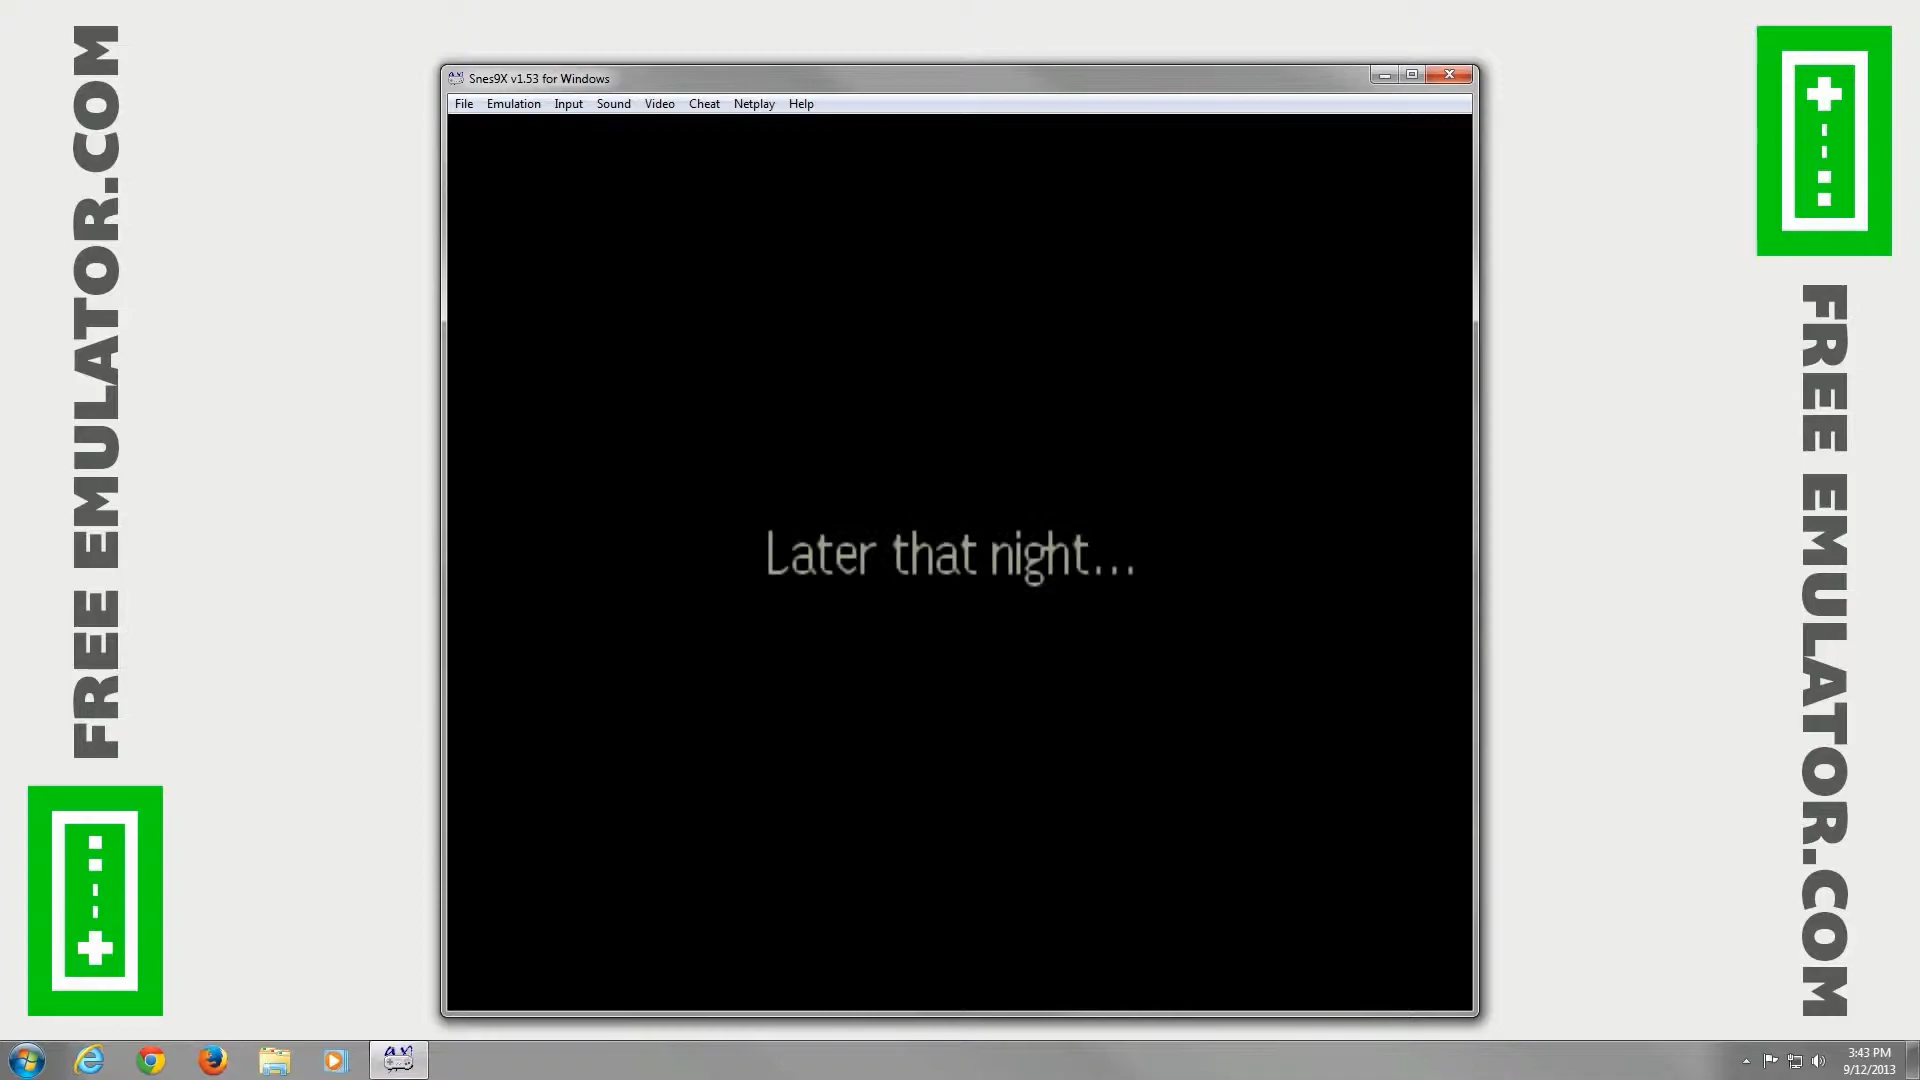 FREE EMULATOR.COM
Snes9X v1.53 for Windows
File Emulation Input Sound Video Cheat Netplay Help
Later that night...
FREE EMULATOR.COM
3:43 PM
9/12/2013